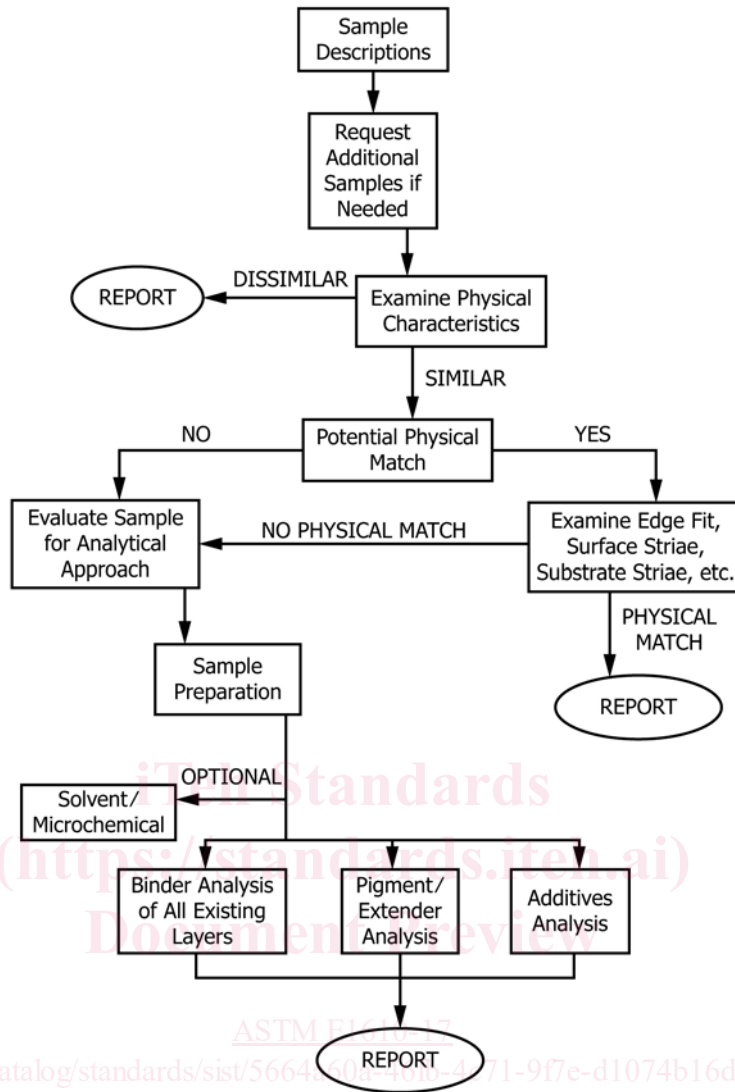 Sample
Descriptions
Request
Additional
Samples if
Needed
DISSIMILAR
REPORT
Examine Physical
Characteristics
SIMILAR
NO
Potential Physical
Match
YES
Evaluate Sample
for Analytical
Approach
NO PHYSICAL MATCH
Examine Edge Fit,
Surface Striae,
Substrate Striae, etc.
PHYSICAL
MATCH
Sample
Preparation
REPORT
iTeh Standards
OPTIONAL
Solvent/
Microchemical
(https://standards.iteh.ai)
Binder Analysis
of All Existing
Layers
Pigment/
Extender
Analysis
Additives
Analysis
Document Preview
ASTM E1610-17
REPORT